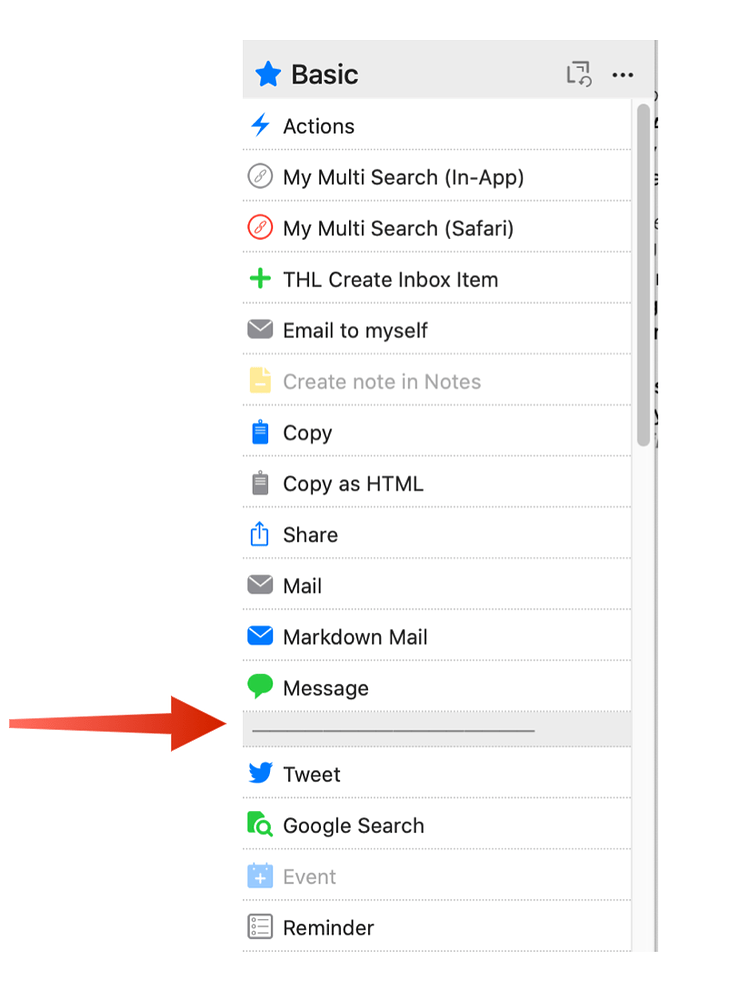 Basic
Actions
My Multi Search (In-App)
My Multi Search (Safari)
THL Create Inbox Item
Email to myself
Create note in Notes
Copy
Copy as HTML
Share
Mail
Markdown Mail
Message
Tweet
Google Search
Event
Reminder